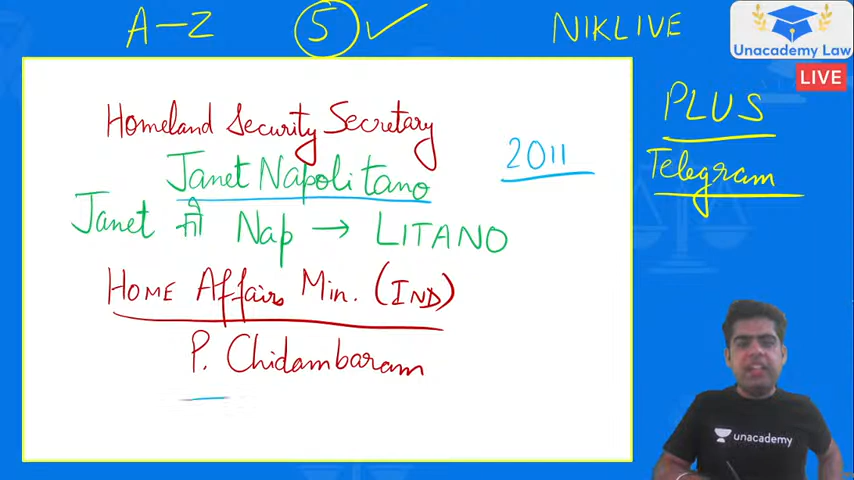 A-Z 5 NIKLIVE
Unacademy Law
LIVE
PLUS
Telegram
Homeland Security Secretary
2011
Janet Napolitano
Janet जी Nap → LITANO
HOME Affairs Min. (IND)
P. Chidambaram
unacademy